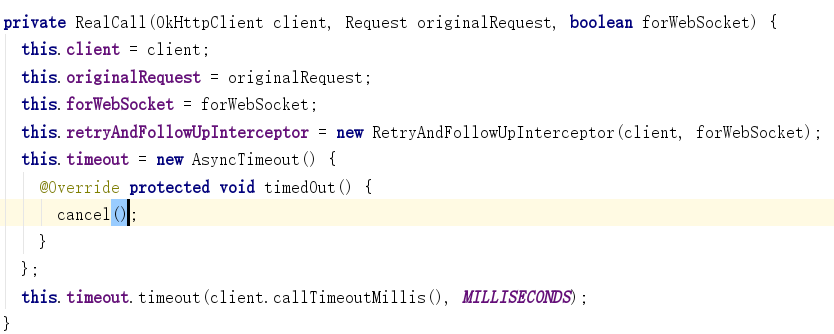 private RealCall(OkHttpClient client, Request originalRequest, boolean forWebSocket) {
  this.client = client;
  this.originalRequest = originalRequest;
  this.forWebSocket = forWebSocket;
  this.retryAndFollowUpInterceptor = new RetryAndFollowUpInterceptor(client, forWebSocket);
  this.timeout = new AsyncTimeout() {
    @Override protected void timedOut() {
      cancel();
    }
  };
  this.timeout.timeout(client.callTimeoutMillis(), MILLISECONDS);
}